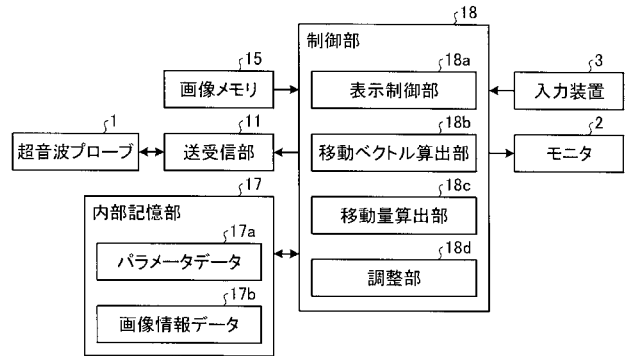 18
制御部
15
画像メモリ
18a
表示制御部
3
入力装置
1
超音波プローブ
11
送受信部
18b
移動ベクトル算出部
2
モニタ
17
内部記憶部
17a
パラメータデータ
17b
画像情報データ
18c
移動量算出部
18d
調整部